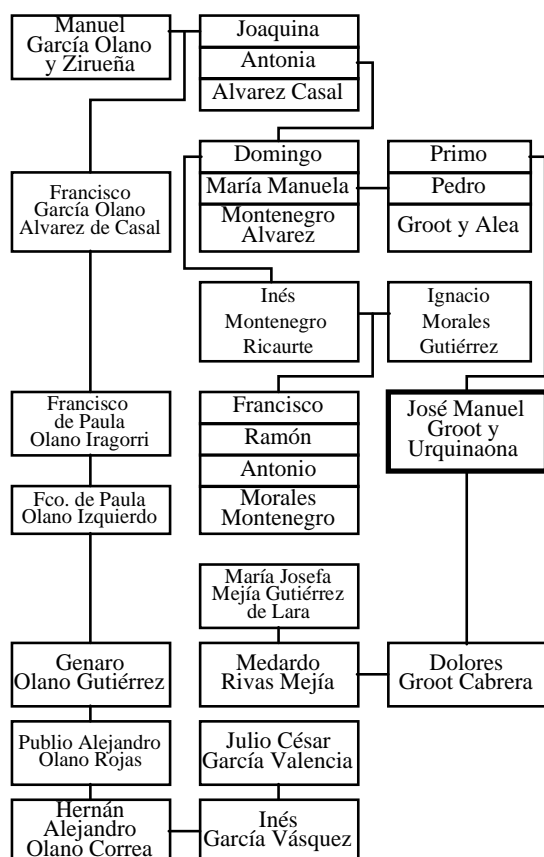 Manuel
García Olano
y Zirueña
Joaquina
Antonia
Alvarez Casal
Francisco
García Olano
Alvarez de Casal
Domingo
María Manuela
Montenegro
Alvarez
Primo
Pedro
Groot y Alea
Inés
Montenegro
Ricaurte
Ignacio
Morales
Gutiérrez
Francisco
de Paula
Olano Iragorri
Francisco
Ramón
Antonio
Morales
Montenegro
José Manuel
Groot y
Urquinaona
Fco. de Paula
Olano Izquierdo
María Josefa
Mejía Gutiérrez
de Lara
Genaro
Olano Gutiérrez
Medardo
Rivas Mejía
Dolores
Groot Cabrera
Publio Alejandro
Olano Rojas
Julio César
García Valencia
Hernán
Alejandro
Olano Correa
Inés
García Vásquez